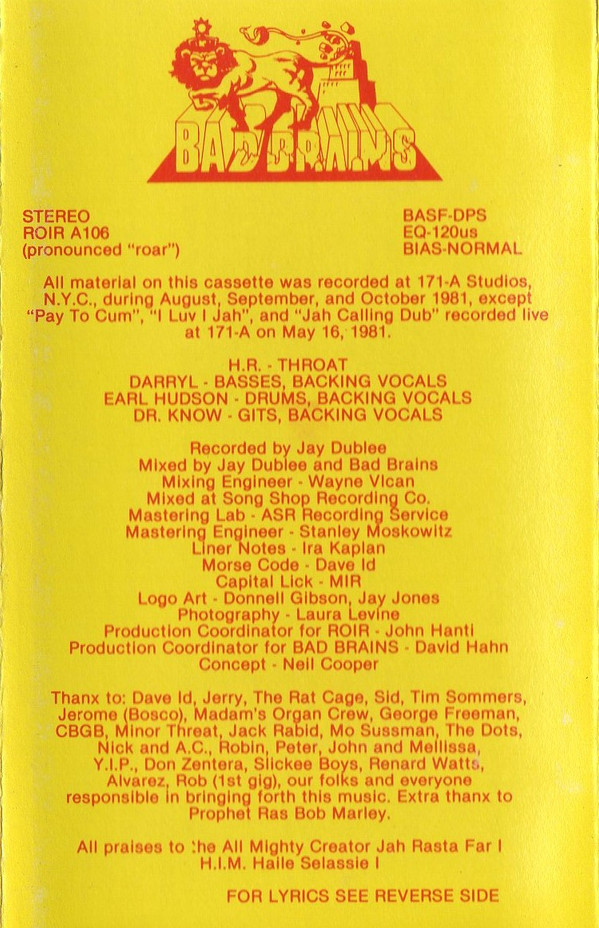 BAD BRAINS
STEREO
ROIR A106
(pronounced "roar")
BASF-DPS
EQ-120us
BIAS-NORMAL
All material on this cassette was recorded at 171-A Studios,
N.Y.C., during August, September, and October 1981, except
"Pay To Cum", "I Luv I Jah", and "Jah Calling Dub" recorded live
at 171-A on May 16, 1981.
H.R. - THROAT
DARRYL - BASSES, BACKING VOCALS
EARL HUDSON - DRUMS, BACKING VOCALS
DR. KNOW - GITS, BACKING VOCALS
Recorded by Jay Dublee
Mixed by Jay Dublee and Bad Brains
Mixing Engineer - Wayne Vlcan
Mixed at Song Shop Recording Co.
Mastering Lab - ASR Recording Service
Mastering Engineer - Stanley Moskowitz
Liner Notes - Ira Kaplan
Morse Code - Dave Id
Capital Lick - MIR
Logo Art - Donnell Gibson, Jay Jones
Photography - Laura Levine
Production Coordinator for ROIR - John Hanti
Production Coordinator for BAD BRAINS - David Hahn
Concept - Neil Cooper
Thanx to: Dave Id, Jerry, The Rat Cage, Sid, Tim Sommers,
Jerome (Bosco), Madam's Organ Crew, George Freeman,
CBGB, Minor Threat, Jack Rabid, Mo Sussman, The Dots,
Nick and A.C., Robin, Peter, John and Mellissa,
Y.I.P., Don Zentera, Slickee Boys, Renard Watts,
Alvarez, Rob (1st gig), our folks and everyone
responsible in bringing forth this music. Extra thanx to
Prophet Ras Bob Marley.
All praises to the All Mighty Creator Jah Rasta Far I
H.I.M. Haile Selassie I
FOR LYRICS SEE REVERSE SIDE